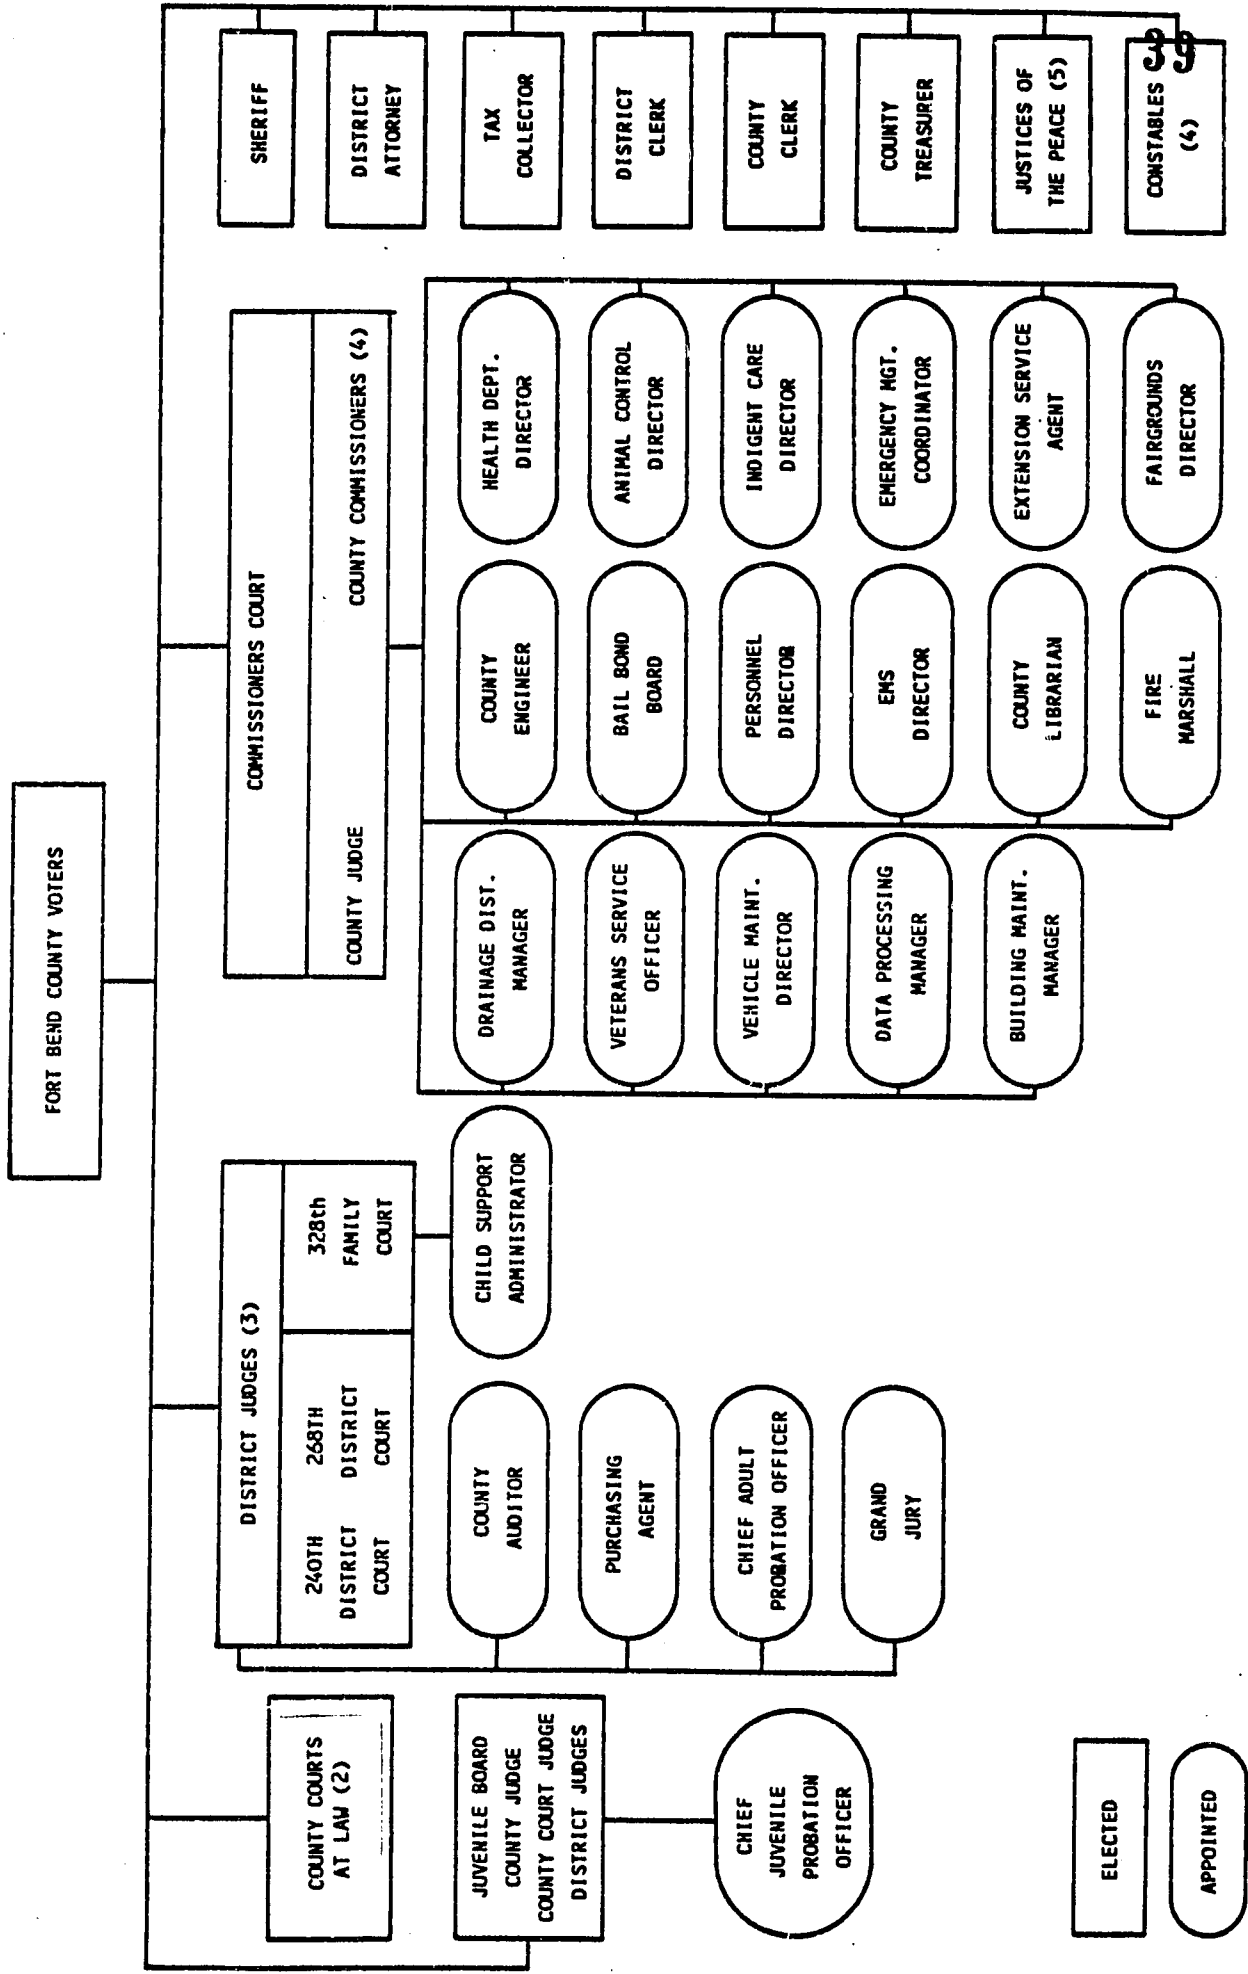 FORT BEND COUNTY VOTERS
COUNTY COURTS
AT LAW (2)
JUVENILE BOARD
COUNTY JUDGE
COUNTY COURT JUDGE
DISTRICT JUDGES
CHIEF
JUVENILE
PROBATION
OFFICER
DISTRICT JUDGES (3)
240TH
DISTRICT
COURT
268TH
DISTRICT
COURT
328th
FAMILY
COURT
COUNTY
AUDITOR
PURCHASING
AGENT
CHIEF ADULT
PROBATION OFFICER
GRAND
JURY
CHILD SUPPORT
ADMINISTRATOR
COMMISSIONERS COURT
COUNTY JUDGE
COUNTY COMMISSIONERS (4)
DRAINAGE DIST.
MANAGER
VETERANS SERVICE
OFFICER
VEHICLE MAINT.
DIRECTOR
DATA PROCESSING
MANAGER
BUILDING MAINT.
MANAGER
COUNTY
ENGINEER
BAIL BOND
BOARD
PERSONNEL
DIRECTOR
EMS
DIRECTOR
COUNTY
LIBRARIAN
FIRE
MARSHALL
HEALTH DEPT.
DIRECTOR
ANIMAL CONTROL
DIRECTOR
INDIGENT CARE
DIRECTOR
EMERGENCY MGT.
COORDINATOR
EXTENSION SERVICE
AGENT
FAIRGROUNDS
DIRECTOR
SHERIFF
DISTRICT
ATTORNEY
TAX
COLLECTOR
DISTRICT
CLERK
COUNTY
CLERK
COUNTY
TREASURER
JUSTICES OF
THE PEACE (5)
CONSTABLES
(4)
ELECTED
APPOINTED